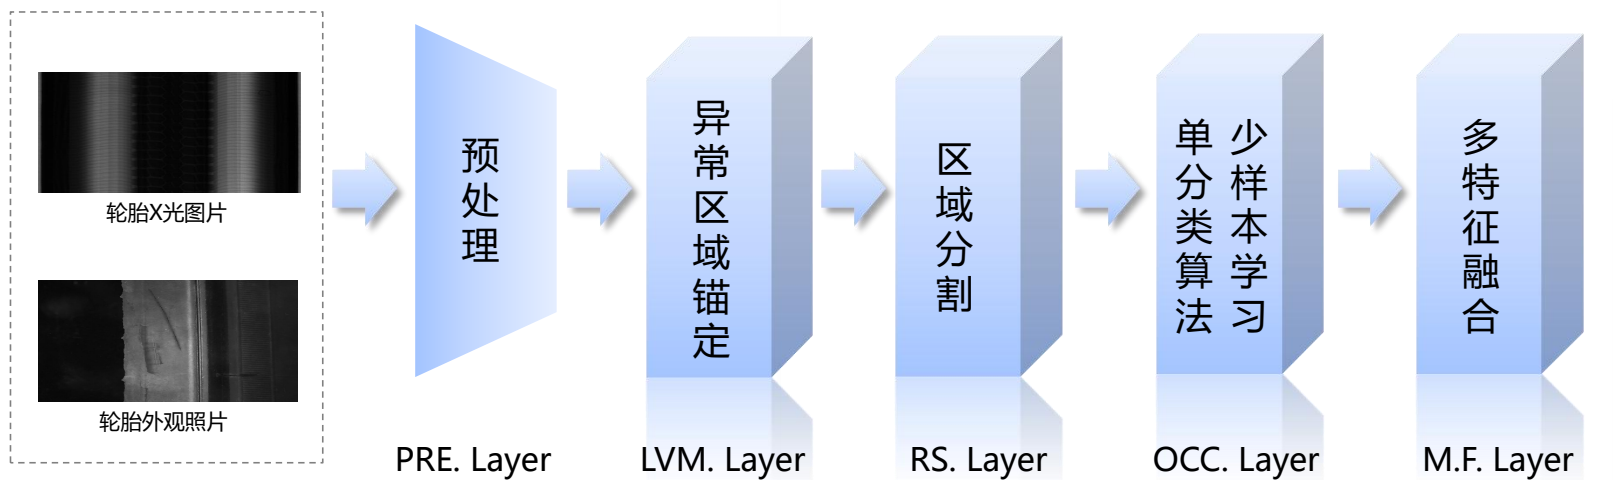 轮胎X光图片
轮胎外观照片
预处理
异常区域锚定
区域分割
单分类算法
少样本学习
多特征融合
PRE. Layer
LVM. Layer
RS. Layer
OCC. Layer
M.F. Layer